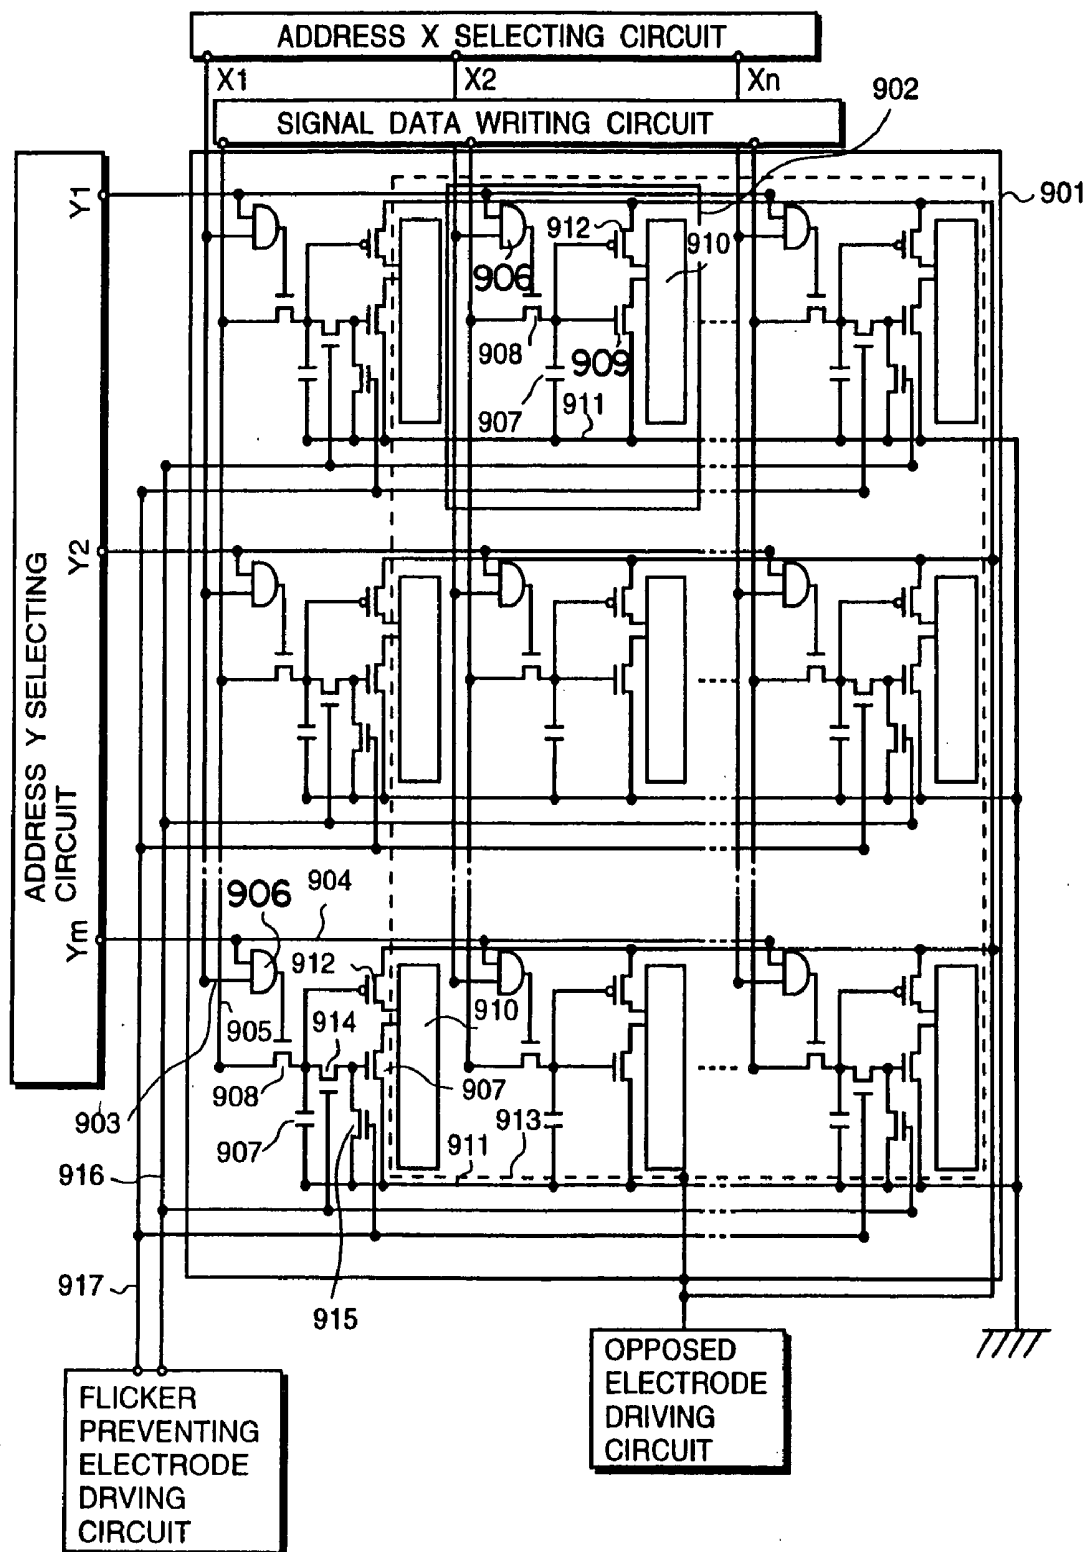 ADDRESS X SELECTING CIRCUIT
X1
X2
Xn
902
SIGNAL DATA WRITING CIRCUIT
ADDRESS Y SELECTING
CIRCUIT
Y1
901
912
910
906
908
909
907
911
Y2
Ym
906
904
912
905
914
910
908
907
903
907
913
911
916
917
915
FLICKER
PREVENTING
ELECTRODE
DRVING
CIRCUIT
OPPOSED
ELECTRODE
DRIVING
CIRCUIT